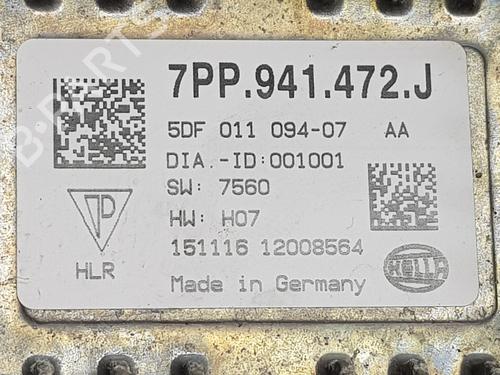 7PP.941.472.J
5DF 011 094-07 AA
DIA.-ID:001001
SW: 7560
HW: H07
151116 12008564
HLR
HELLA
Made in Germany
B-PARTS